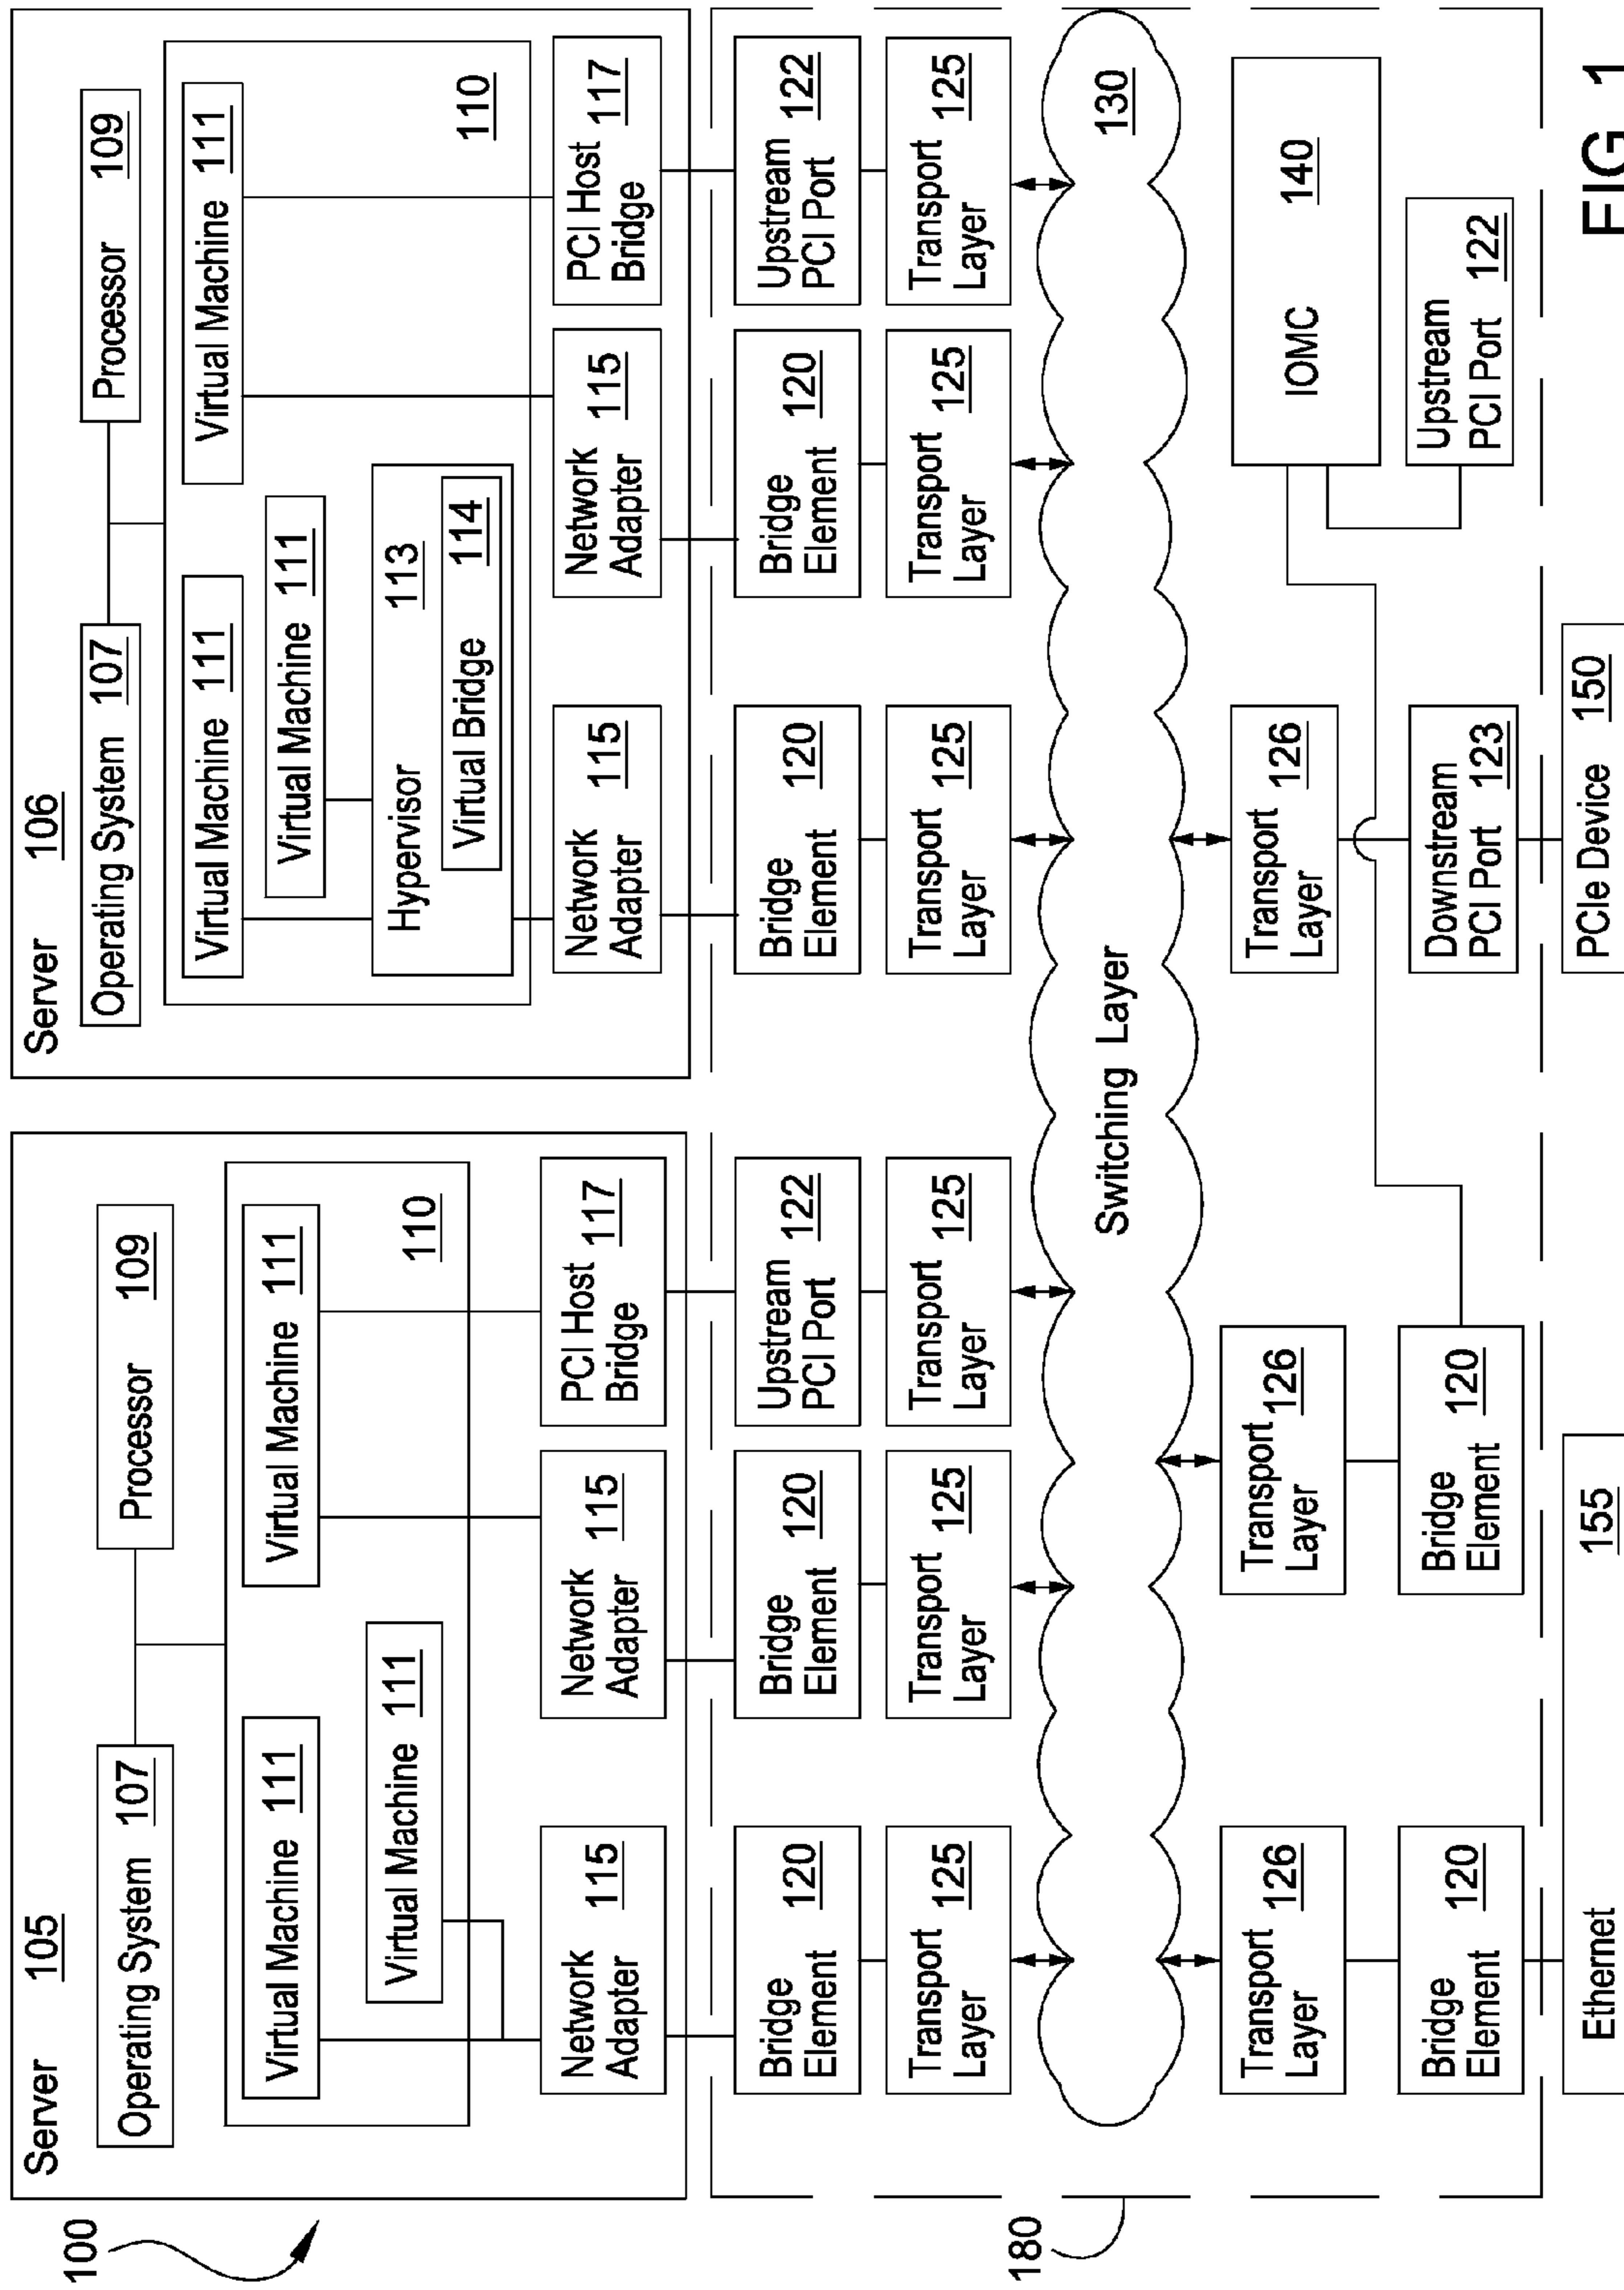 100
Server 105
Operating System 107
Processor 109
Virtual Machine 111
Virtual Machine 111
Virtual Machine 111
110
Network
Adapter 115
Network
Adapter 115
PCI Host
Bridge 117
Server 106
Operating System 107
Processor 109
Virtual Machine 111
Virtual Machine 111
Virtual Machine 111
Hypervisor 113
Virtual Bridge 114
110
Network
Adapter 115
Network
Adapter 115
PCI Host
Bridge 117
180
Bridge
Element 120
Bridge
Element 120
Upstream
PCI Port 122
Bridge
Element 120
Bridge
Element 120
Upstream
PCI Port 122
Transport
Layer 125
Transport
Layer 125
Transport
Layer 125
Transport
Layer 125
Transport
Layer 125
Transport
Layer 125
Switching Layer 130
Transport
Layer 126
Transport
Layer 126
Transport
Layer 126
IOMC 140
Bridge
Element 120
Bridge
Element 120
Downstream
PCI Port 123
Upstream
PCI Port 122
Ethernet 155
PCIe Device 150
FIG 1